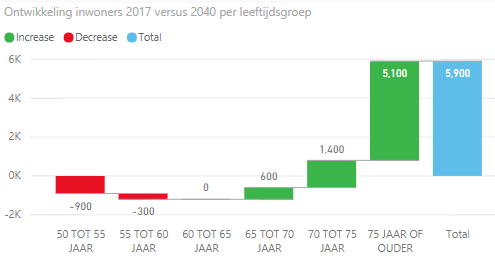 Ontwikkeling inwoners 2017 versus 2040 per leeftijdsgroep
Increase Decrease Total
6K
4K
2K
0K
-2K
-900
-300
0
600
1,400
5,100
5,900
50 TOT 55
JAAR
55 TOT 60
JAAR
60 TOT 65
JAAR
65 TOT 70
JAAR
70 TOT 75
JAAR
75 JAAR OF
OUDER
Total